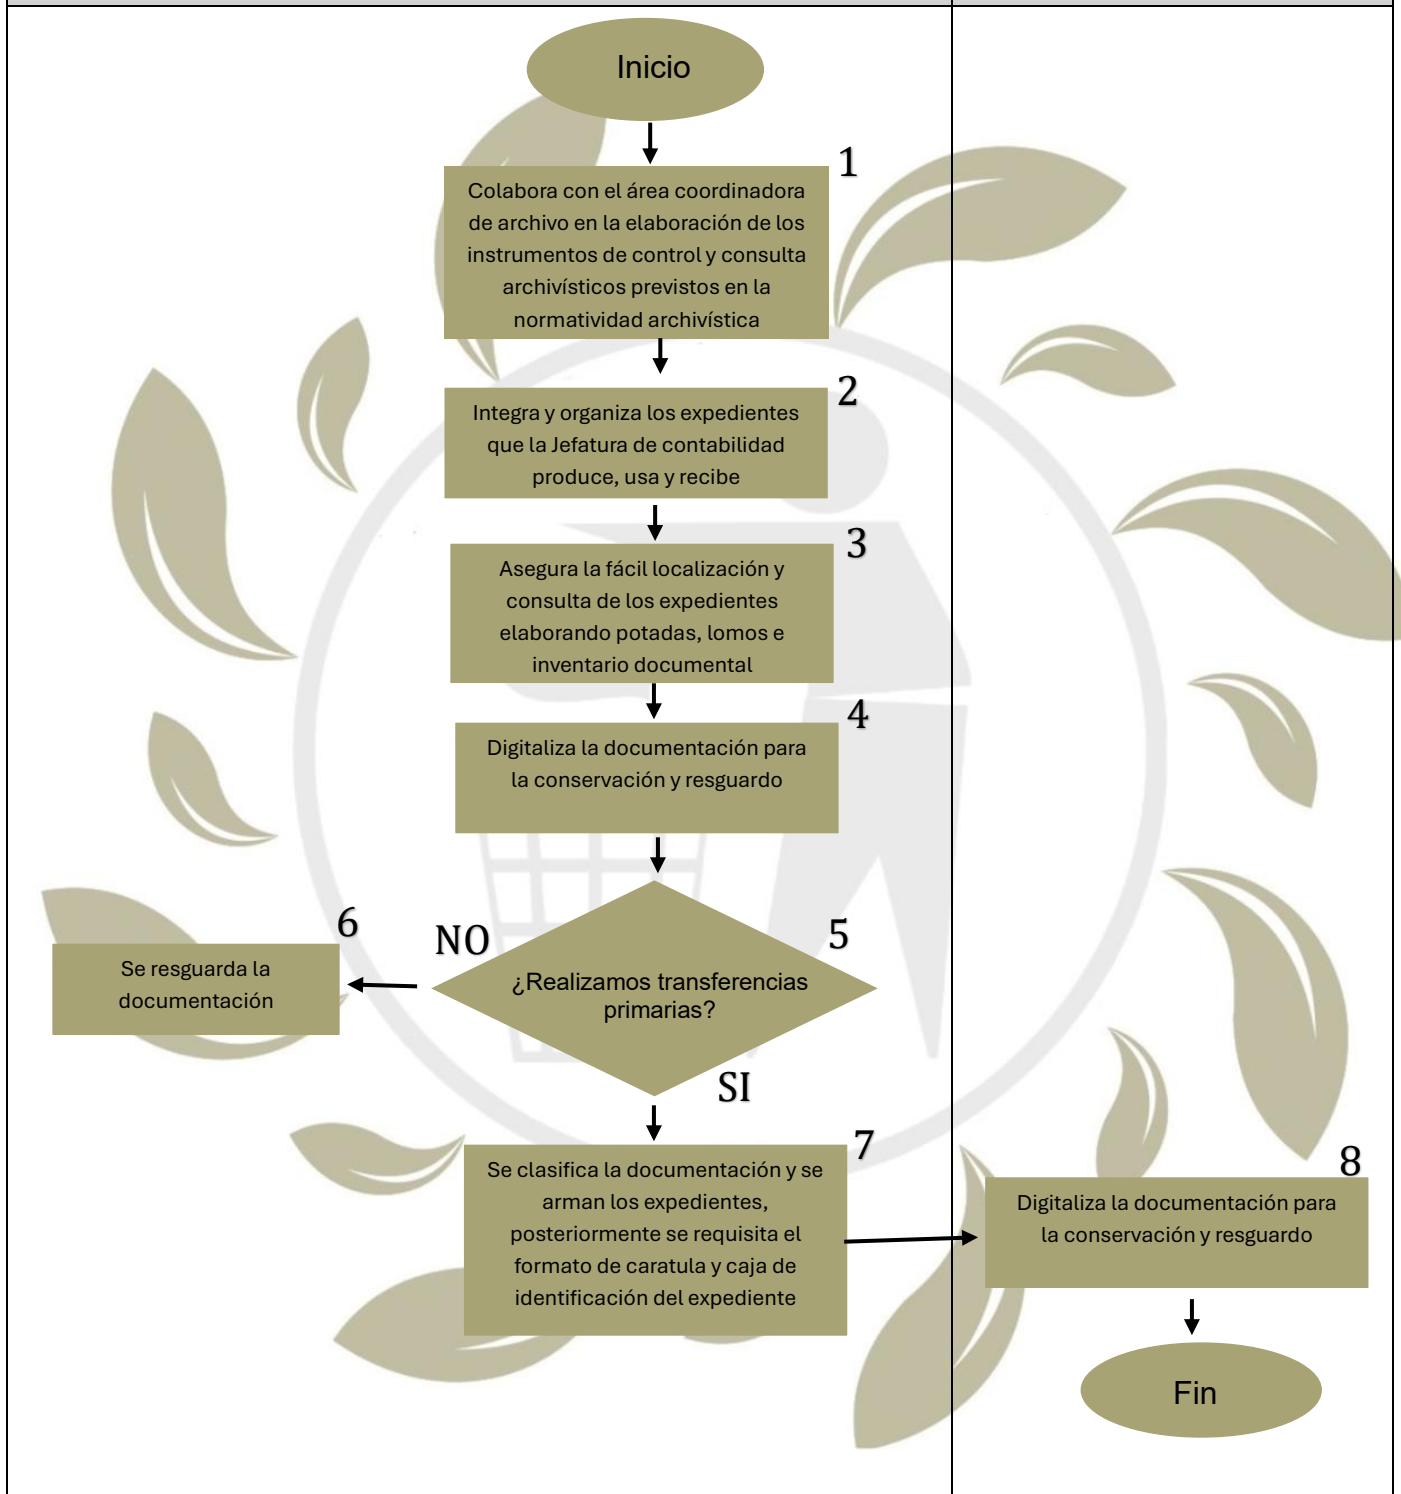 Inicio
1
Colabora con el área coordinadora
de archivo en la elaboración de los
instrumentos de control y consulta
archivísticos previstos en la
normatividad archivística
2
Integra y organiza los expedientes
que la Jefatura de contabilidad
produce, usa y recibe
3
Asegura la fácil localización y
consulta de los expedientes
elaborando potadas, lomos e
inventario documental
4
Digitaliza la documentación para
la conservación y resguardo
5
¿Realizamos transferencias
primarias?
NO
6
Se resguarda la
documentación
SI
7
Se clasifica la documentación y se
arman los expedientes,
posteriormente se requisita el
formato de caratula y caja de
identificación del expediente
8
Digitaliza la documentación para
la conservación y resguardo
Fin